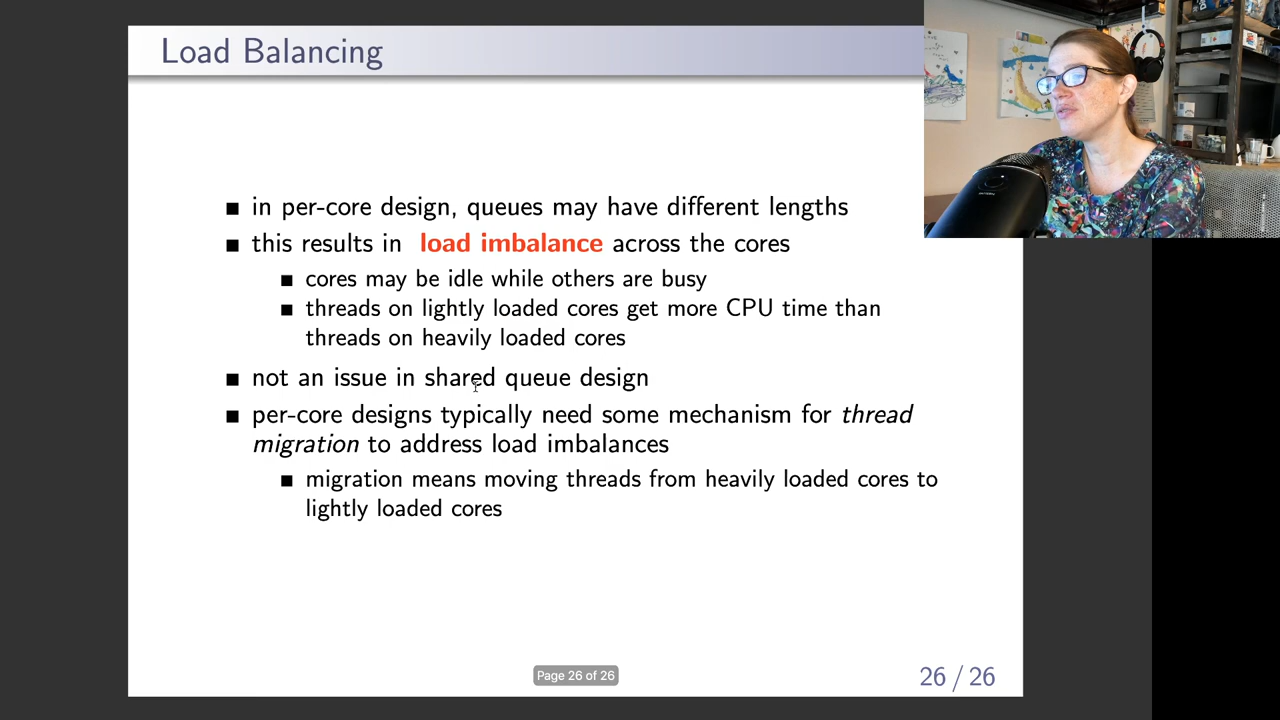 Load Balancing
■ in per-core design, queues may have different lengths
■ this results in load imbalance across the cores
■ cores may be idle while others are busy
■ threads on lightly loaded cores get more CPU time than
threads on heavily loaded cores
■ not an issue in shared queue design
■ per-core designs typically need some mechanism for thread
migration to address load imbalances
■ migration means moving threads from heavily loaded cores to
lightly loaded cores
Page 26 of 26
26 / 26